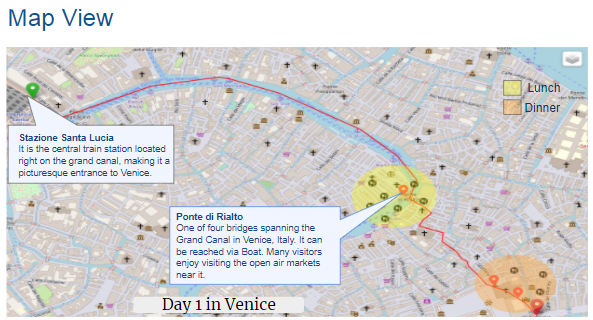 Map View
Lunch
Dinner
Stazione Santa Lucia
It is the central train station located
right on the grand canal, making it a
picturesque entrance to Venice.
Ponte di Rialto
One of four bridges spanning the
Grand Canal in Venice, Italy. It can
be reached via Boat. Many visitors
enjoy visiting the open air markets
near it.
Day 1 in Venice